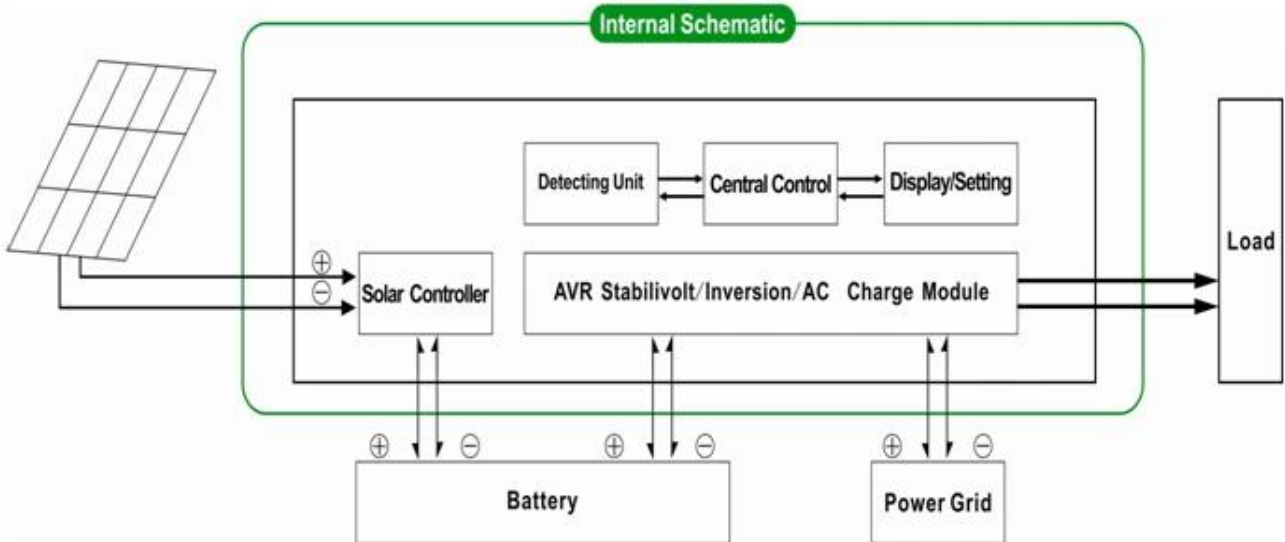 Internal Schematic
Detecting Unit
Central Control
Display/Setting
Load
⊕
⊖
Solar Controller
AVR Stabilivolt/Inversion/AC Charge Module
⊕ ⊖ ⊕ ⊖ ⊕ ⊖
Battery
Power Grid